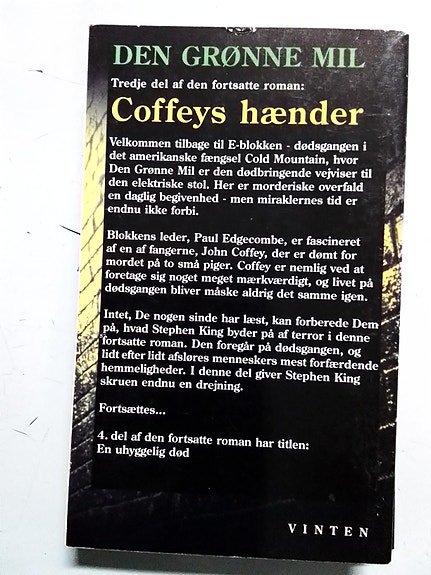 DEN GRØNNE MIL
Tredje del af den fortsatte roman:
Coffeys hænder
Velkommen tilbage til E-blokken - dødsgangen i
det amerikanske fængsel Cold Mountain, hvor
Den Grønne Mil er den dødbringende vejviser til
den elektriske stol. Her er morderiske overfald
en daglig begivenhed - men miraklernes tid er
endnu ikke forbi.
Blokkens leder, Paul Edgecombe, er fascineret
af en af fangerne, John Coffey, der er dømt for
mordet på to små piger. Coffey er nemlig ved at
foretage sig noget meget mærkværdigt, og livet på
dødsgangen bliver måske aldrig det samme igen.
Intet, De nogen sinde har læst, kan forberede Dem
på, hvad Stephen King byder på af terror i denne
fortsatte roman. Den foregår på dødsgangen, og
lidt efter lidt afsløres menneskers mest forfærdende
hemmeligheder. I denne del giver Stephen King
skruen endnu en drejning.
Fortsættes...
4. del af den fortsatte roman har titlen:
En uhyggelig død
VINTEN